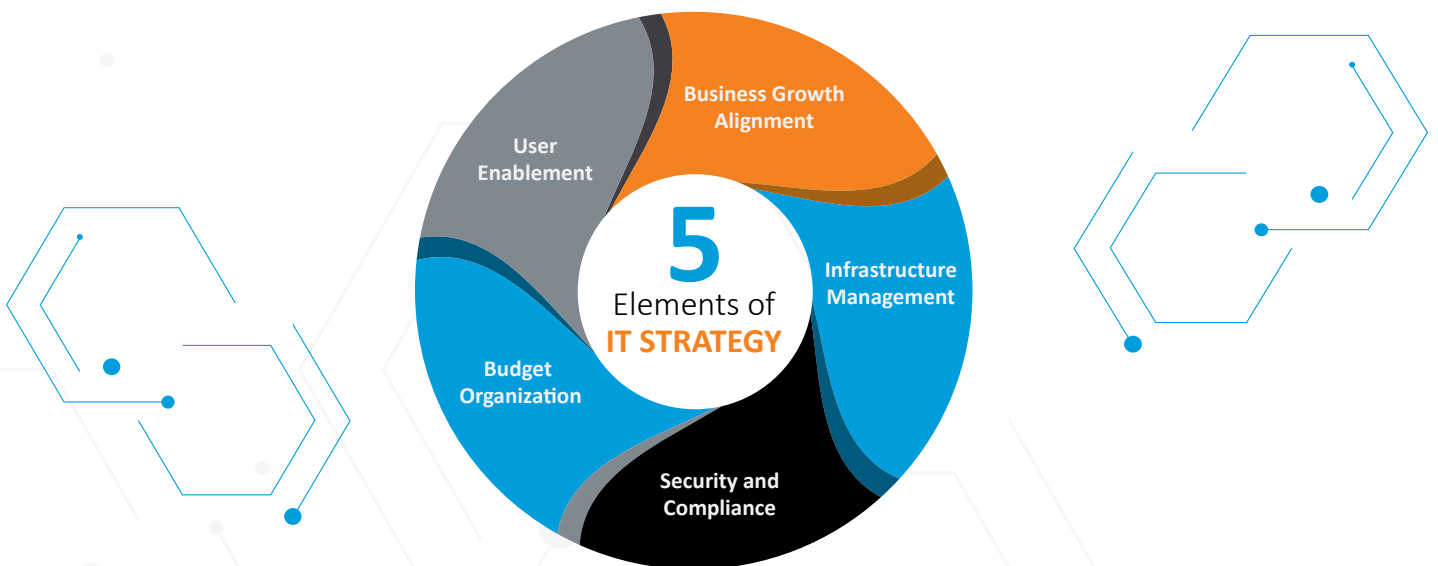 5
Elements of
IT STRATEGY
Business Growth
Alignment
Infrastructure
Management
Security and
Compliance
Budget
Organization
User
Enablement